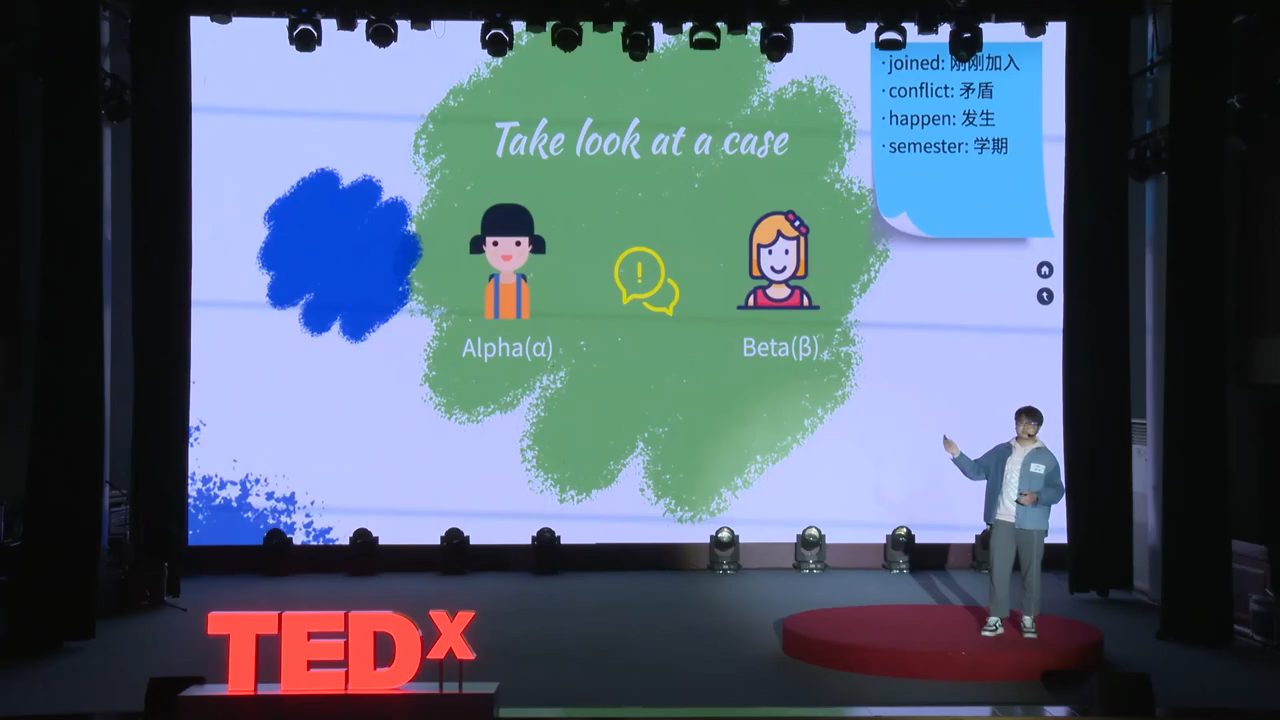 Take look at a case
Alpha(α)
Beta(β)
·joined: 刚刚加入
·conflict: 矛盾
·happen: 发生
·semester: 学期
!
TEDx